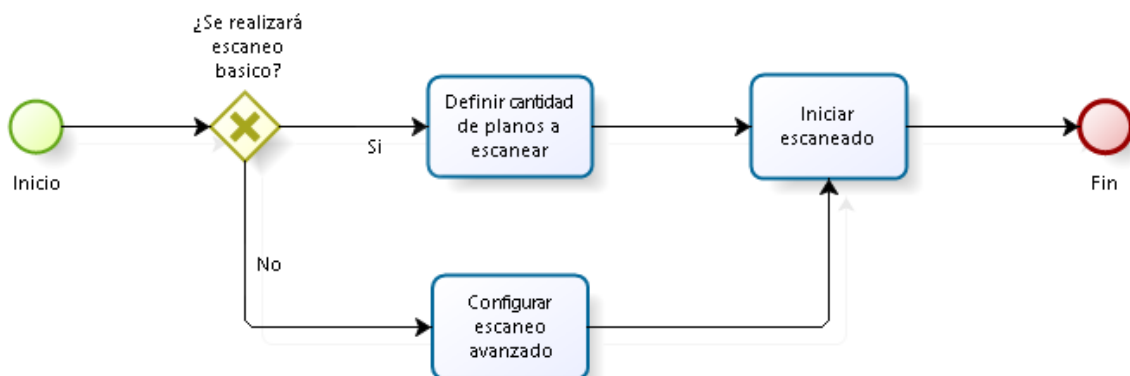 ¿Se realizará
escaneo
basico?
Definir cantidad
de planos a
escanear
Iniciar
escaneado
Si
Inicio
Fin
No
Configurar
escaneo
avanzado